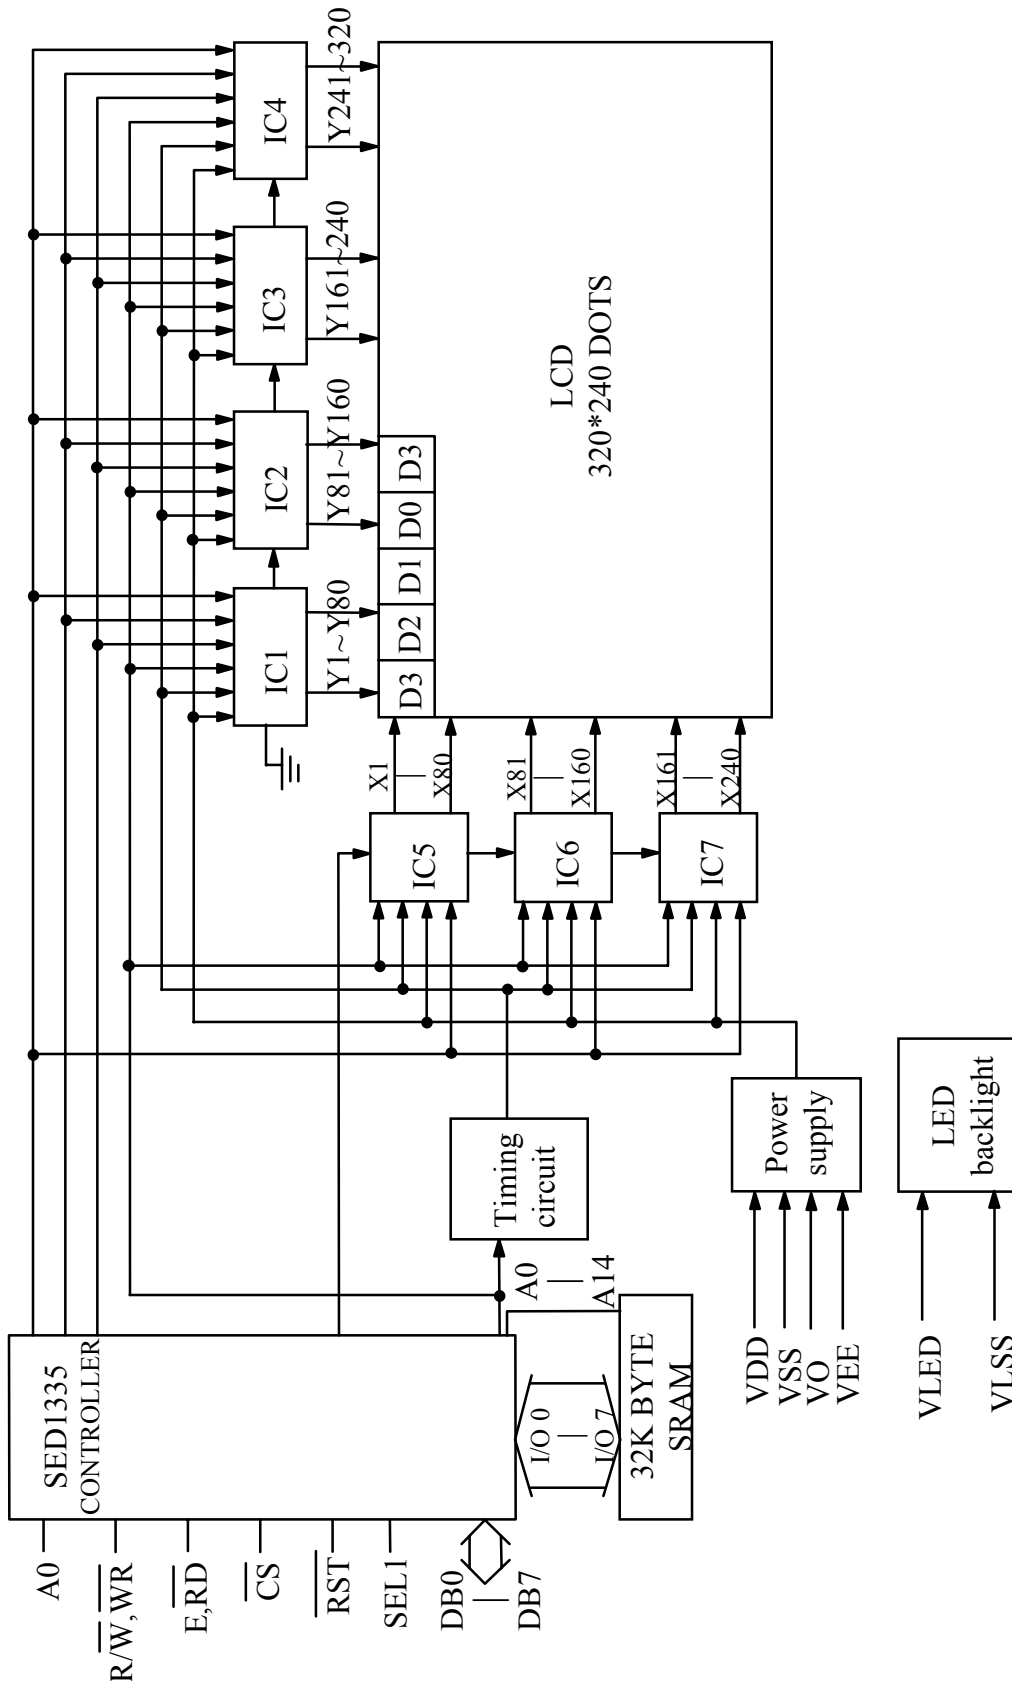 A0
R/W,WR
E,RD
CS
RST
SEL1
DB0
DB7
SED1335
CONTROLLER
I/O 0
I/O 7
32K BYTE
SRAM
A0
A14
Timing
circuit
VDD
VSS
VO
VEE
Power
supply
VLED
VLSS
LED
backlight
IC5
IC6
IC7
X1
X80
X81
X160
X161
X240
IC1
IC2
IC3
IC4
Y1~Y80
Y81~Y160
Y161~240
Y241~320
D3
D2
D1
D0
D3
LCD
320*240 DOTS